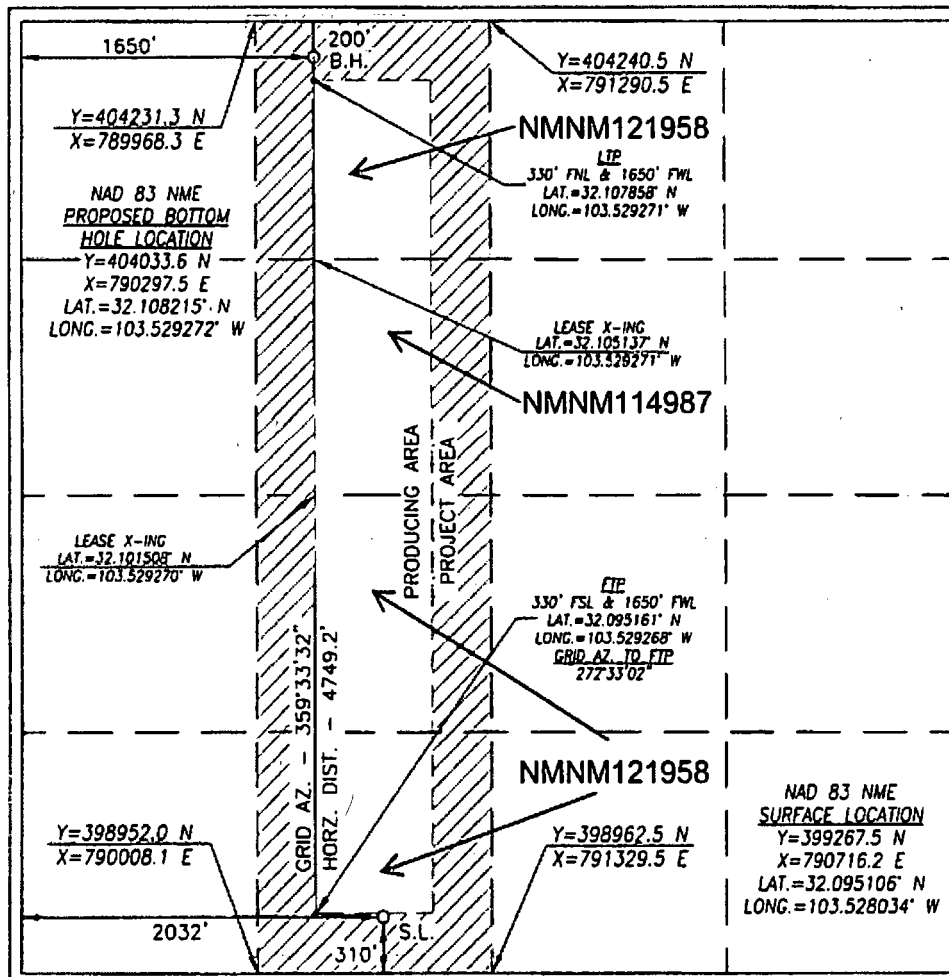 1650'
200'
B.H.
Y=404240.5 N
X=791290.5 E
Y=404231.3 N
X=789968.3 E
NMNM121958
LTP
330' FNL & 1650' FWL
LAT.=32.107858° N
LONG.=103.529271° W
NAD 83 NME
PROPOSED BOTTOM
HOLE LOCATION
Y=404033.6 N
X=790297.5 E
LAT.=32.108215° N
LONG.=103.529272° W
LEASE X-ING
LAT.=32.105137° N
LONG.=103.529271° W
NMNM114987
PRODUCING AREA
PROJECT AREA
LEASE X-ING
LAT.=32.101508° N
LONG.=103.529270° W
FTP
330' FSL & 1650' FWL
LAT.=32.095161° N
LONG.=103.529268° W
GRID AZ. TO FTP
272°33'02"
GRID AZ. - 359°33'32"
HORZ. DIST. - 4749.2'
NMNM121958
NAD 83 NME
SURFACE LOCATION
Y=399267.5 N
X=790716.2 E
LAT.=32.095106° N
LONG.=103.528034° W
Y=398952.0 N
X=790008.1 E
Y=398962.5 N
X=791329.5 E
2032'
S.L.
310'